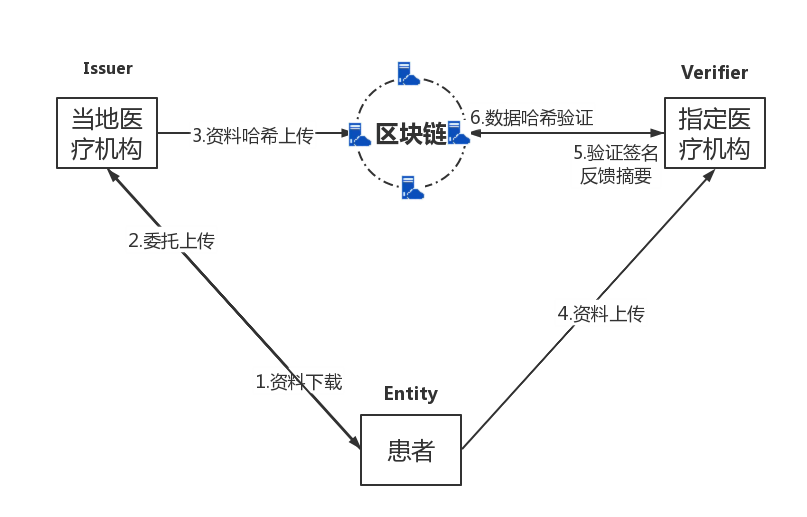 Issuer
Verifier
当地医
疗机构
3.资料哈希上传
区块链
6.数据哈希验证
指定医
疗机构
5.验证签名
反馈摘要
2.委托上传
4.资料上传
1.资料下载
Entity
患者